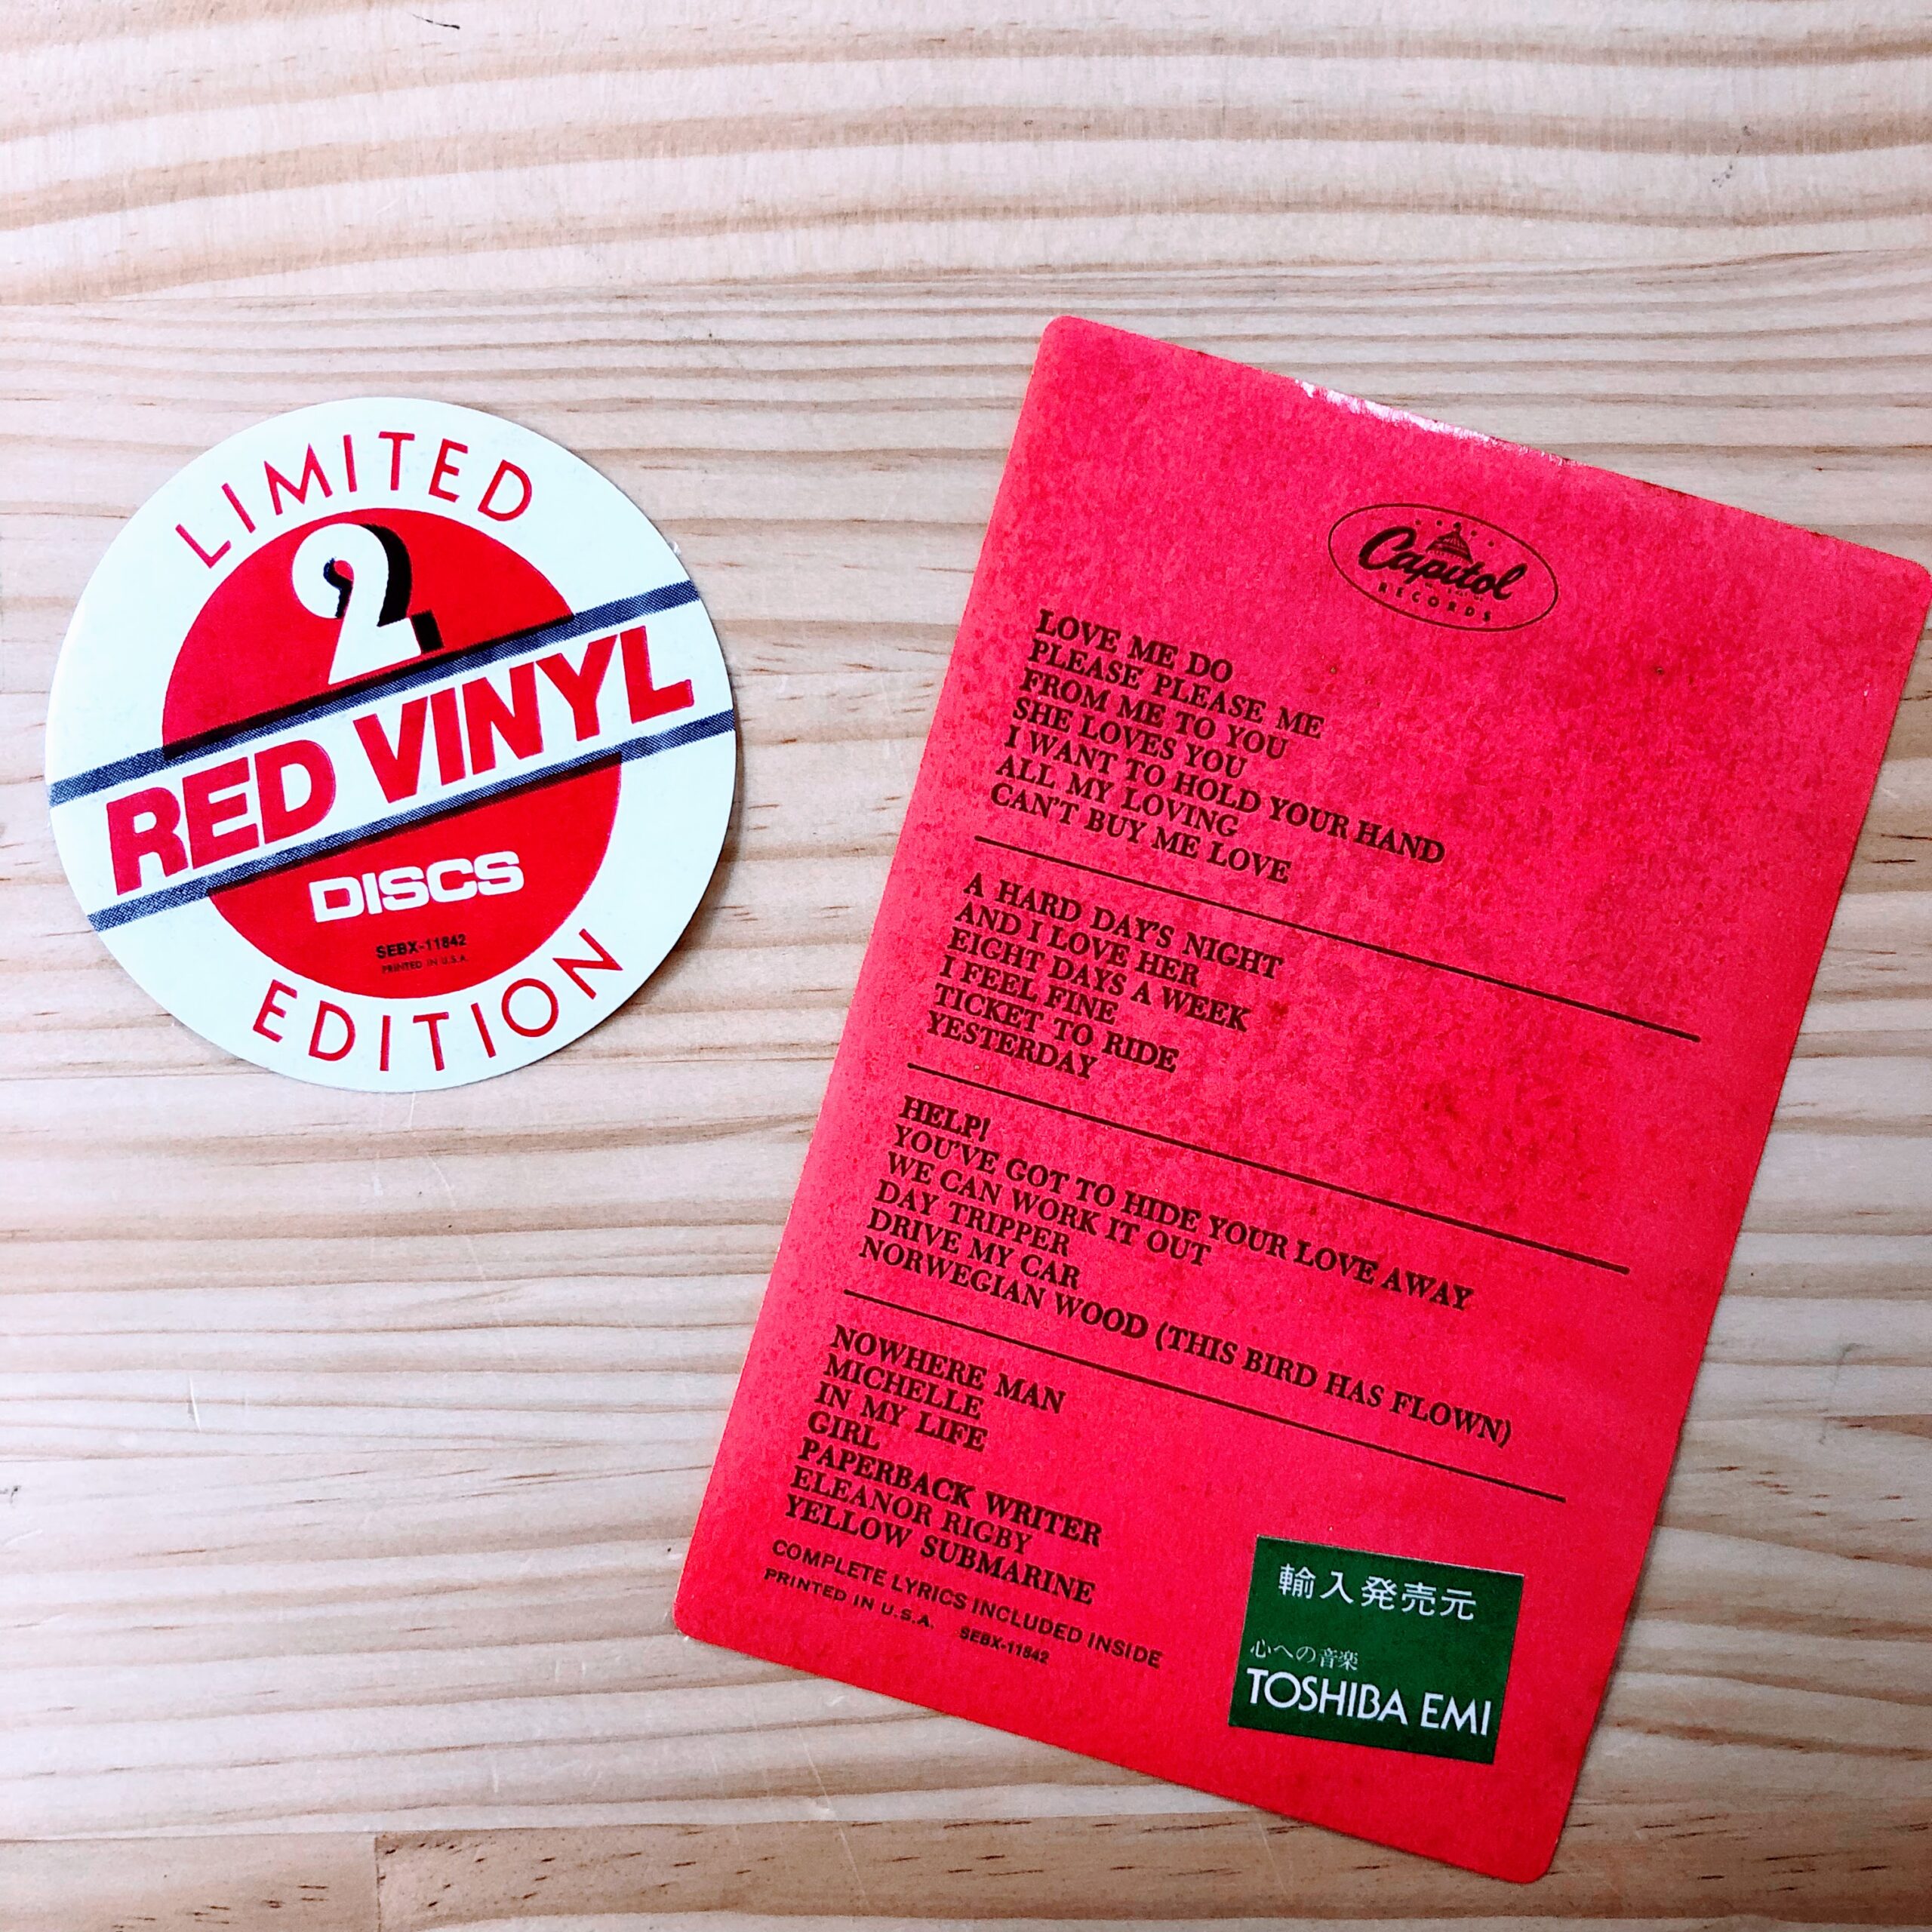 LIMITED
2
RED VINYL
DISCS
SEBX-11842
PRINTED IN U.S.A.
EDITION
Capitol
RECORDS
LOVE ME DO
PLEASE PLEASE ME
FROM ME TO YOU
SHE LOVES YOU
I WANT TO HOLD YOUR HAND
ALL MY LOVING
CAN'T BUY ME LOVE
A HARD DAY'S NIGHT
AND I LOVE HER
EIGHT DAYS A WEEK
I FEEL FINE
TICKET TO RIDE
YESTERDAY
HELP!
YOU'VE GOT TO HIDE YOUR LOVE AWAY
WE CAN WORK IT OUT
DAY TRIPPER
DRIVE MY CAR
NORWEGIAN WOOD (THIS BIRD HAS FLOWN)
NOWHERE MAN
MICHELLE
IN MY LIFE
GIRL
PAPERBACK WRITER
ELEANOR RIGBY
YELLOW SUBMARINE
COMPLETE LYRICS INCLUDED INSIDE
PRINTED IN U.S.A. SEBX-11842
輸入発売元
心への音楽
TOSHIBA EMI